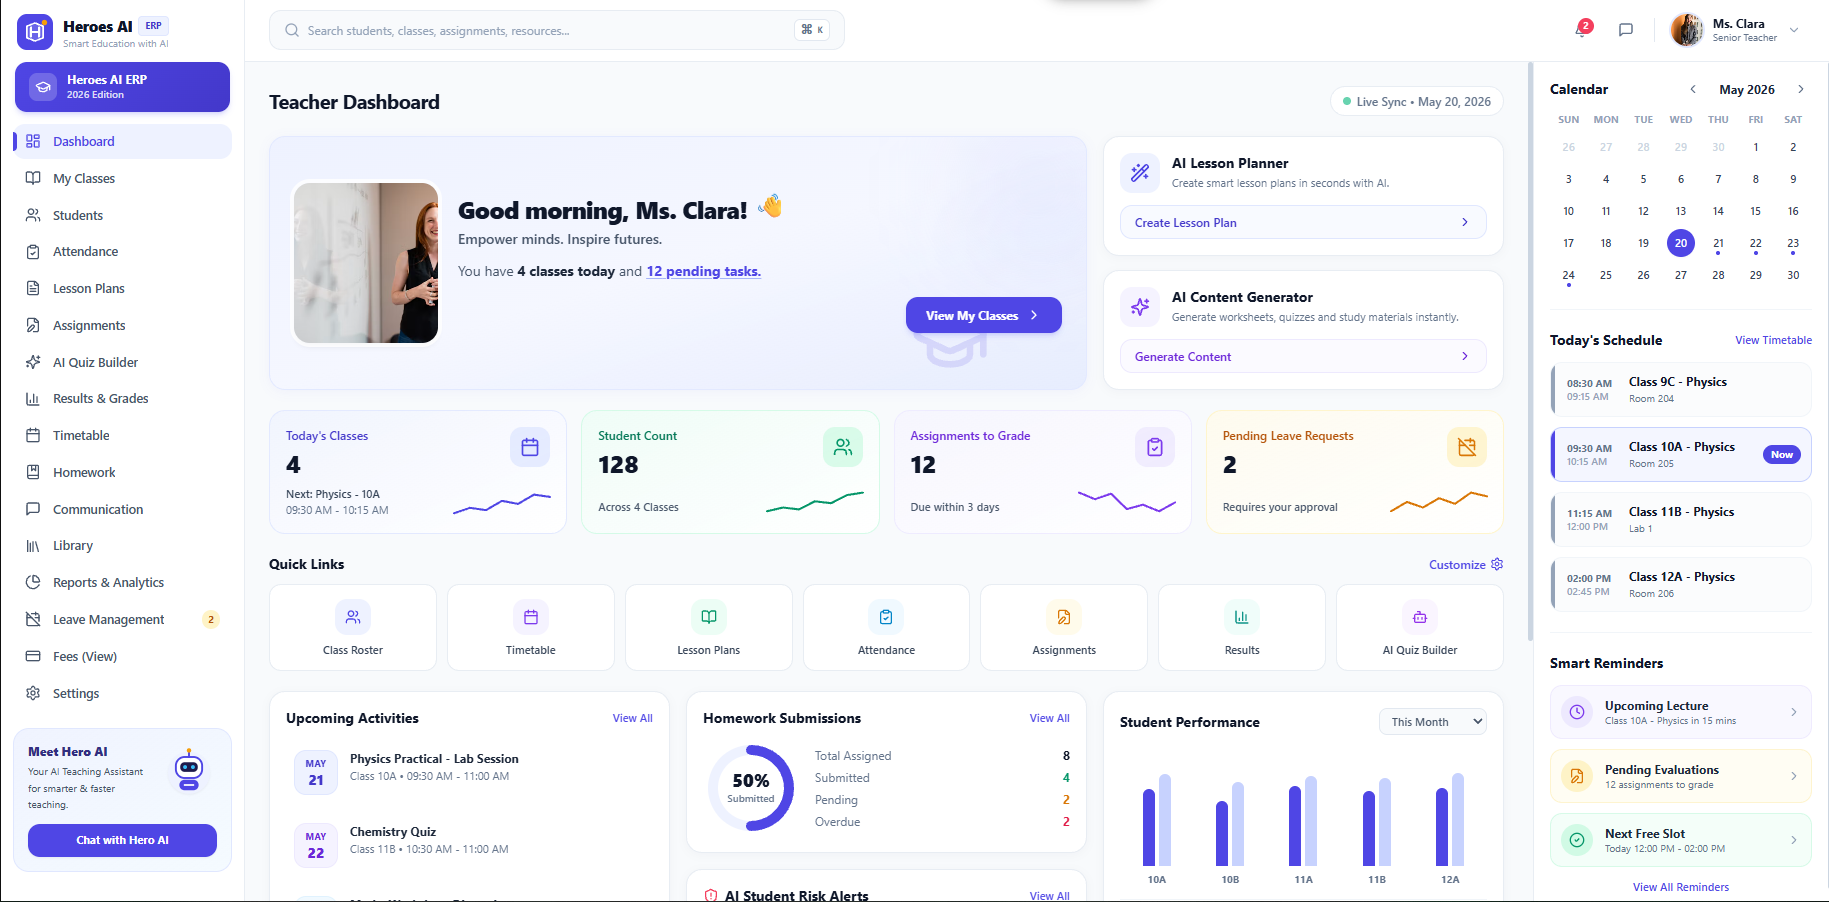 Heroes AI ERP
Smart Education with AI
Heroes AI ERP
2026 Edition
Dashboard
My Classes
Students
Attendance
Lesson Plans
Assignments
AI Quiz Builder
Results & Grades
Timetable
Homework
Communication
Library
Reports & Analytics
Leave Management 2
Fees (View)
Settings
Meet Hero AI
Your AI Teaching Assistant
for smarter & faster
teaching.
Chat with Hero AI
Search students, classes, assignments, resources...
⌘ K
2
Ms. Clara
Senior Teacher
Teacher Dashboard
Live Sync • May 20, 2026
Good morning, Ms. Clara! 👋
Empower minds. Inspire futures.
You have 4 classes today and 12 pending tasks.
View My Classes
AI Lesson Planner
Create smart lesson plans in seconds with AI.
Create Lesson Plan
AI Content Generator
Generate worksheets, quizzes and study materials instantly.
Generate Content
Today's Classes
4
Next: Physics - 10A
09:30 AM - 10:15 AM
Student Count
128
Across 4 Classes
Assignments to Grade
12
Due within 3 days
Pending Leave Requests
2
Requires your approval
Quick Links
Customize
Class Roster
Timetable
Lesson Plans
Attendance
Assignments
Results
AI Quiz Builder
Upcoming Activities
View All
MAY
21
Physics Practical - Lab Session
Class 10A • 09:30 AM - 11:00 AM
MAY
22
Chemistry Quiz
Class 11B • 10:30 AM - 11:00 AM
Homework Submissions
View All
50%
Submitted
Total Assigned 8
Submitted 4
Pending 2
Overdue 2
AI Student Risk Alerts
View All
Student Performance
This Month
10A 10B 11A 11B 12A
Calendar
May 2026
SUN MON TUE WED THU FRI SAT
26 27 28 29 30 1 2
3 4 5 6 7 8 9
10 11 12 13 14 15 16
17 18 19 20 21 22 23
24 25 26 27 28 29 30
Today's Schedule
View Timetable
08:30 AM
09:15 AM
Class 9C - Physics
Room 204
09:30 AM
10:15 AM
Class 10A - Physics
Room 205
Now
11:15 AM
12:00 PM
Class 11B - Physics
Lab 1
02:00 PM
02:45 PM
Class 12A - Physics
Room 206
Smart Reminders
Upcoming Lecture
Class 10A - Physics in 15 mins
Pending Evaluations
12 assignments to grade
Next Free Slot
Today 12:00 PM - 02:00 PM
View All Reminders